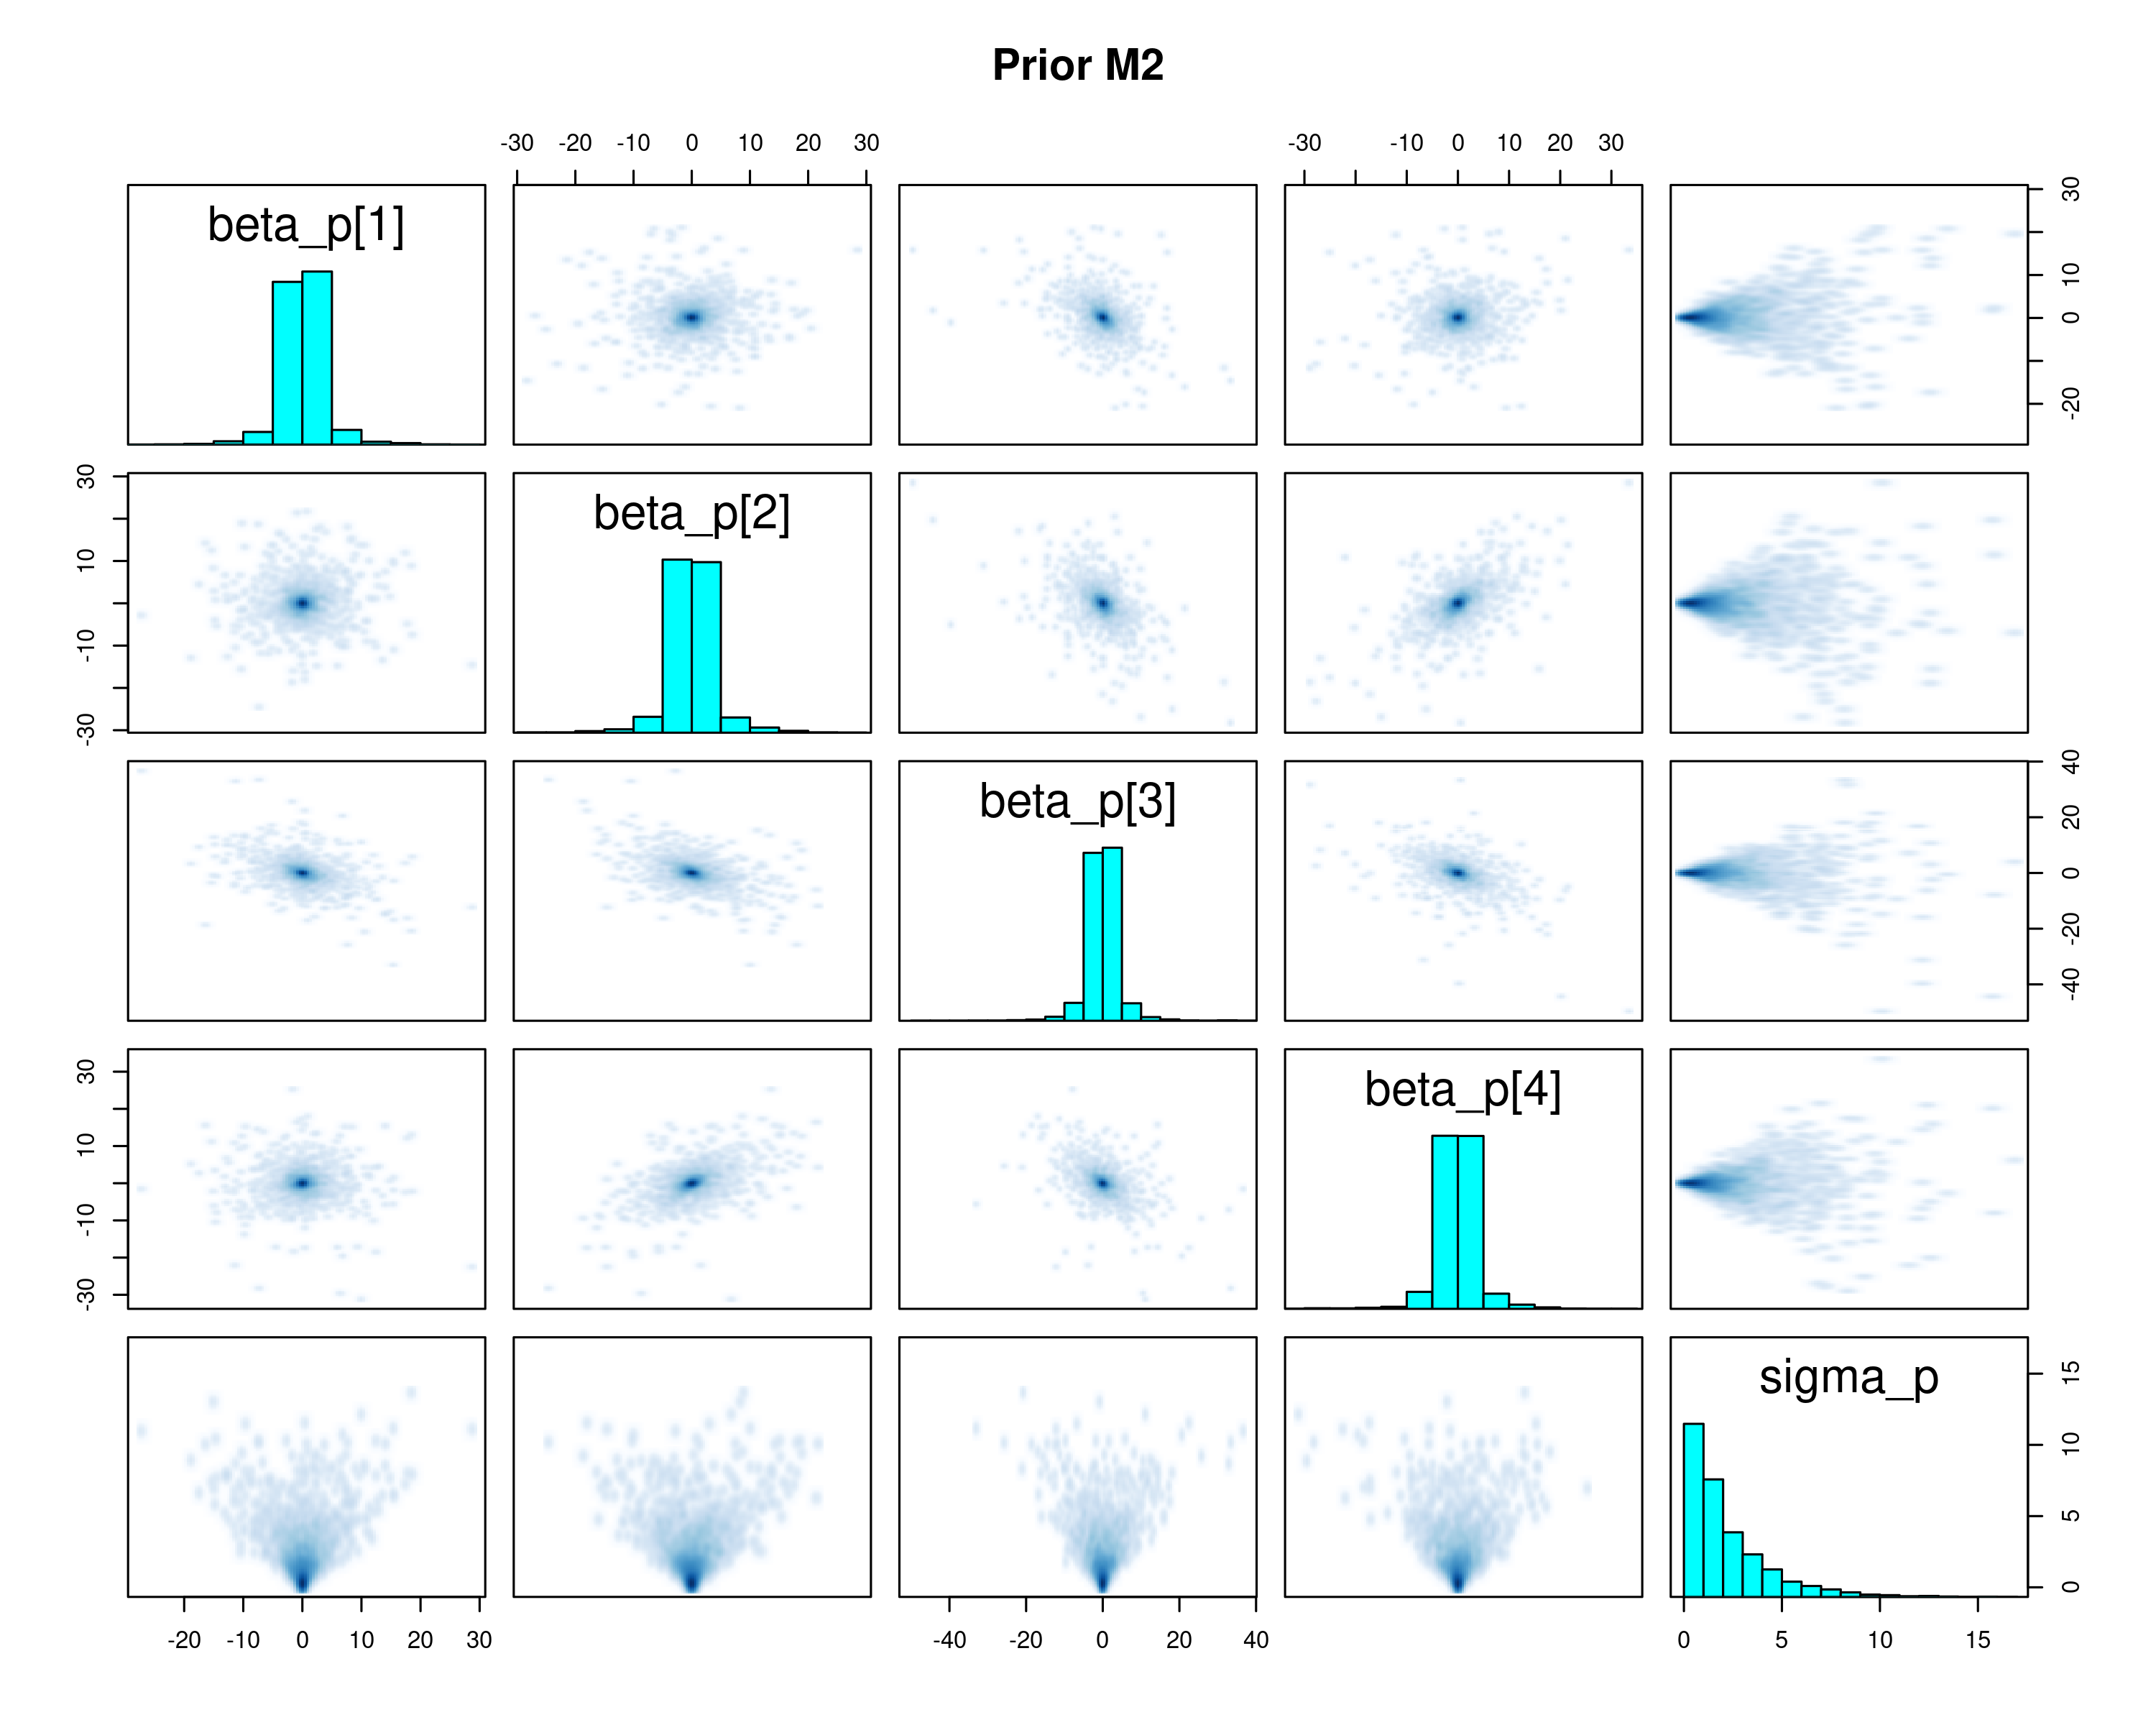 Prior M2
-30 -20 -10 0 10 20 30
-30 -10 0 10 20 30
beta_p[1]
-20 0 10 30
beta_p[2]
-30 -10 10 30
beta_p[3]
-40 -20 0 20 40
beta_p[4]
-30 -10 10 30
sigma_p
0 5 10 15
-20 -10 0 10 20 30
-40 -20 0 20 40
0 5 10 15